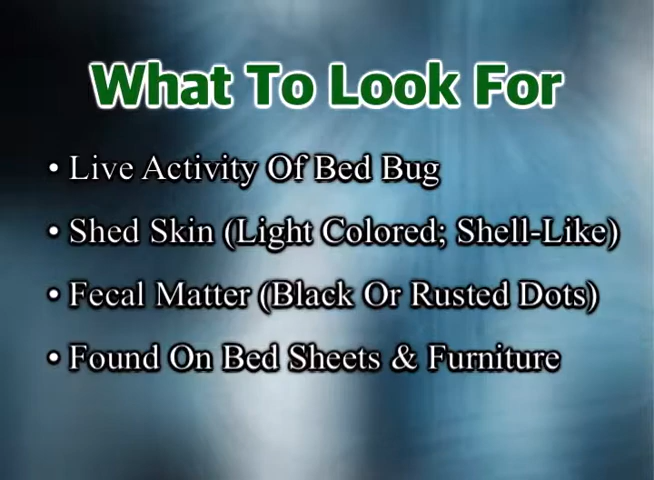 What To Look For
• Live Activity Of Bed Bug
• Shed Skin (Light Colored; Shell-Like)
• Fecal Matter (Black Or Rusted Dots)
• Found On Bed Sheets & Furniture